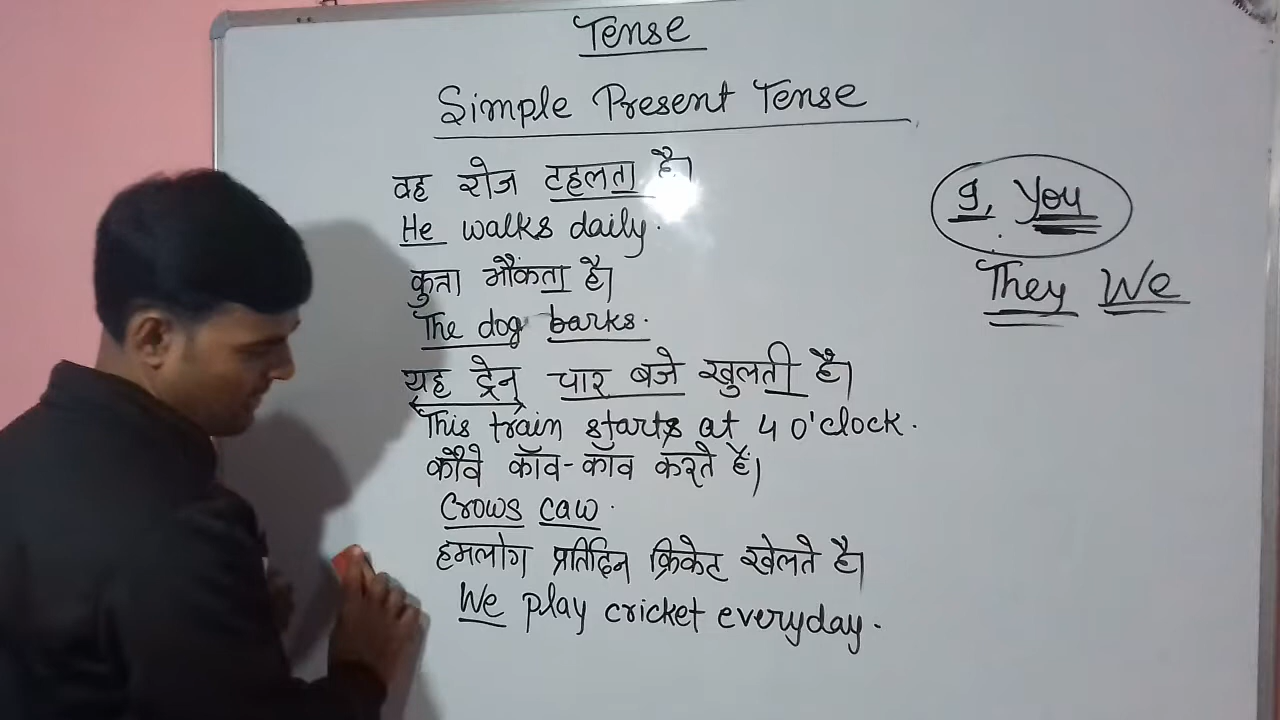 Tense
Simple Present Tense
वह रोज टहलता है।
He walks daily.
कुत्ता भौंकता है।
The dog barks.
यह ट्रेन चार बजे खुलती है।
This train starts at 4 o'clock.
कौवे काँव-काँव करते हैं।
Crows caw.
हमलोग प्रतिदिन क्रिकेट खेलते है।
We play cricket everyday.
I, You
They We